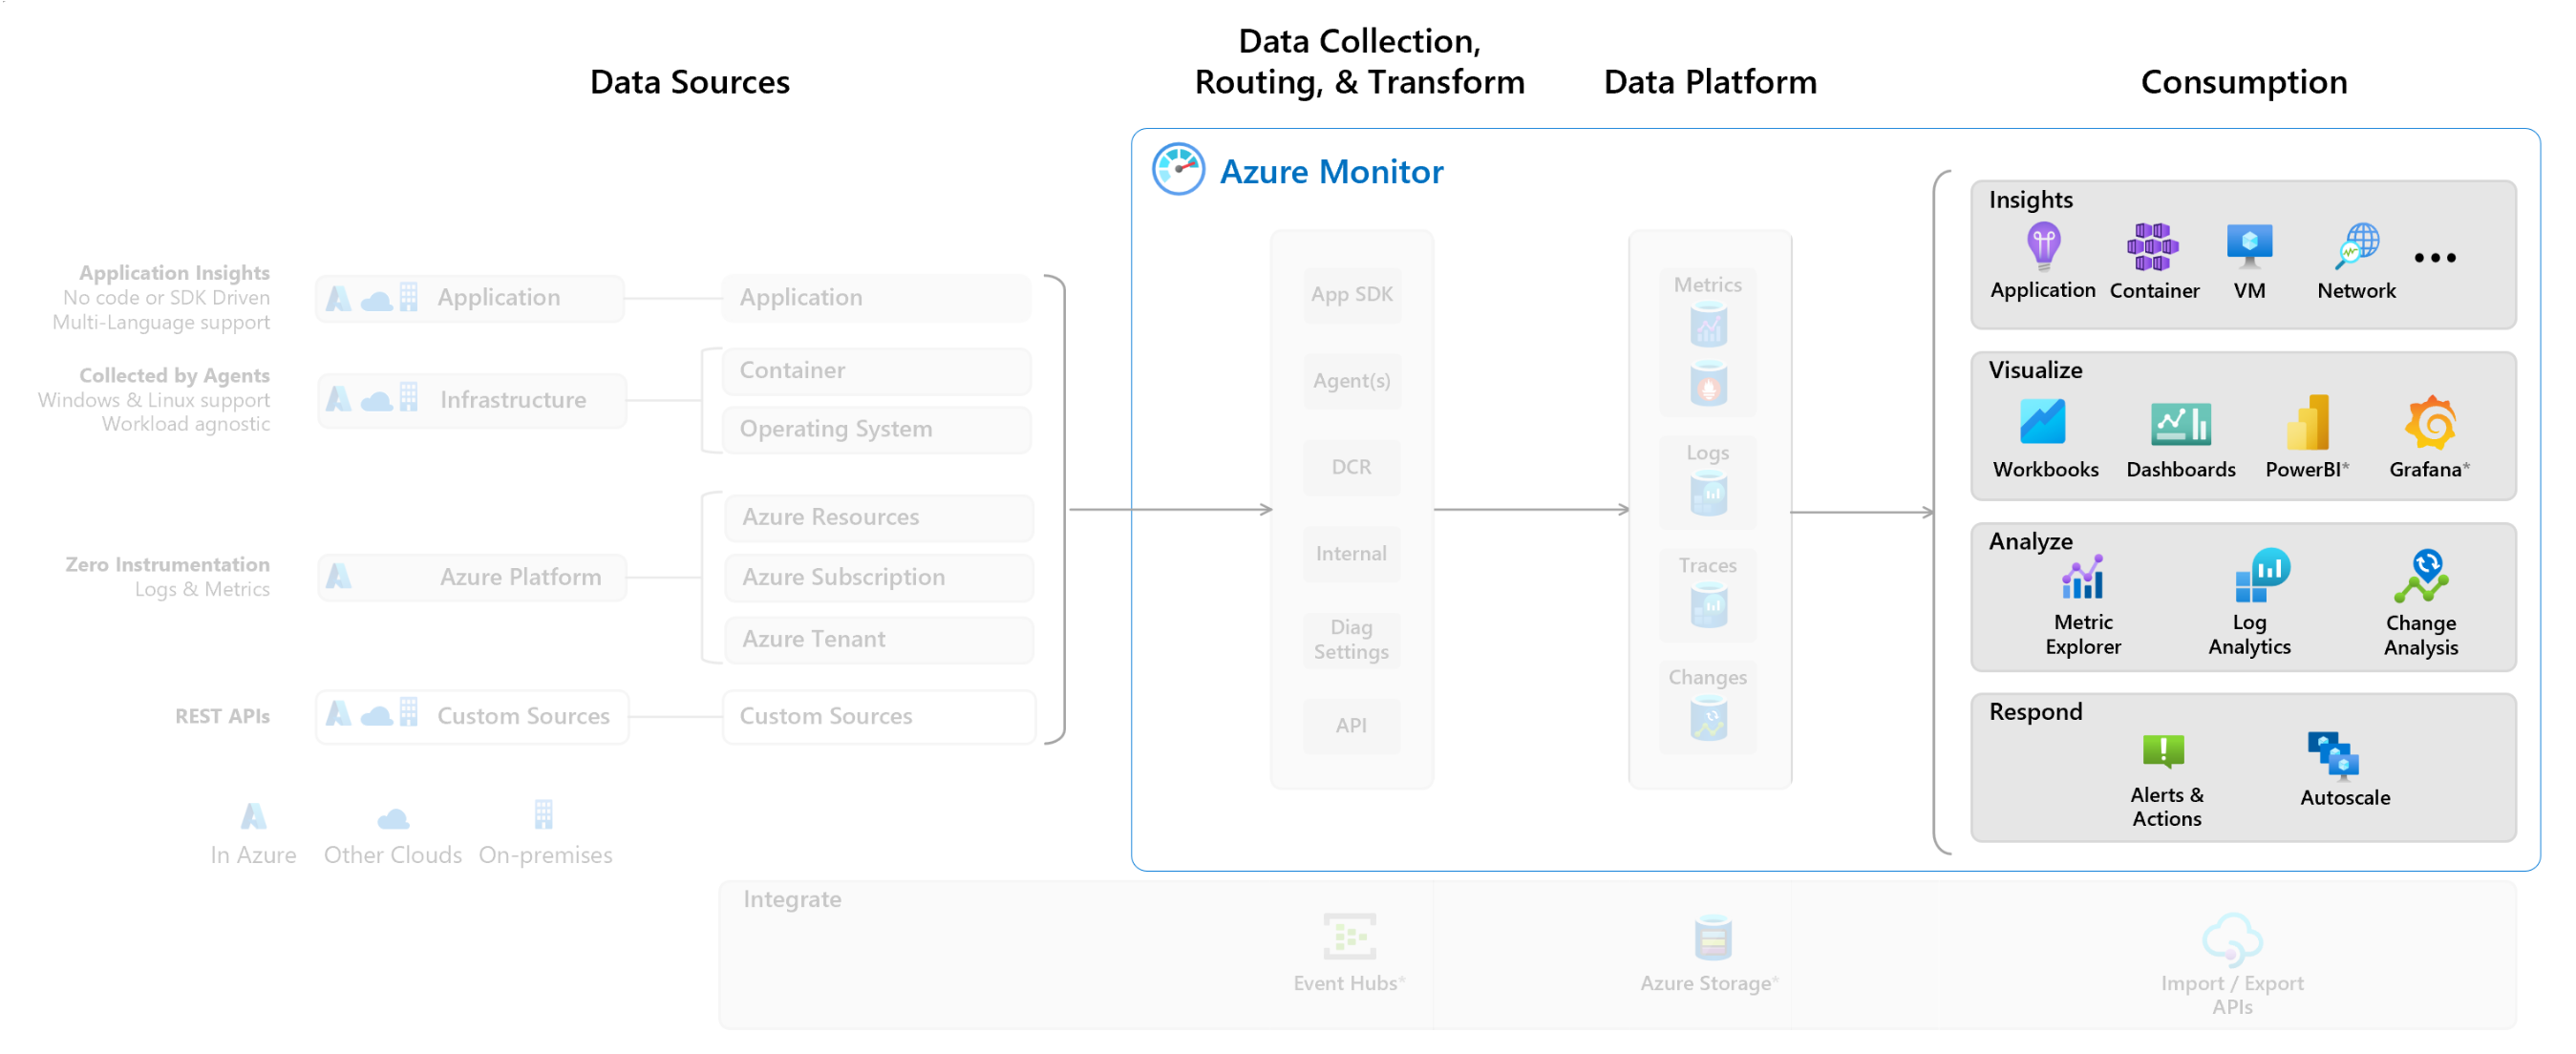 Data Sources
Data Collection,
Routing, & Transform
Data Platform
Consumption
Azure Monitor
Application Insights
No code or SDK Driven
Multi-Language support
Application
Application
Collected by Agents
Windows & Linux support
Workload agnostic
Infrastructure
Container
Operating System
Zero Instrumentation
Logs & Metrics
Azure Platform
Azure Resources
Azure Subscription
Azure Tenant
REST APIs
Custom Sources
Custom Sources
In Azure
Other Clouds
On-premises
App SDK
Agent(s)
DCR
Internal
Diag
Settings
API
Metrics
Logs
Traces
Changes
Insights
Application
Container
VM
Network
...
Visualize
Workbooks
Dashboards
PowerBI*
Grafana*
Analyze
Metric
Explorer
Log
Analytics
Change
Analysis
Respond
Alerts &
Actions
Autoscale
Integrate
Event Hubs*
Azure Storage*
Import / Export
APIs